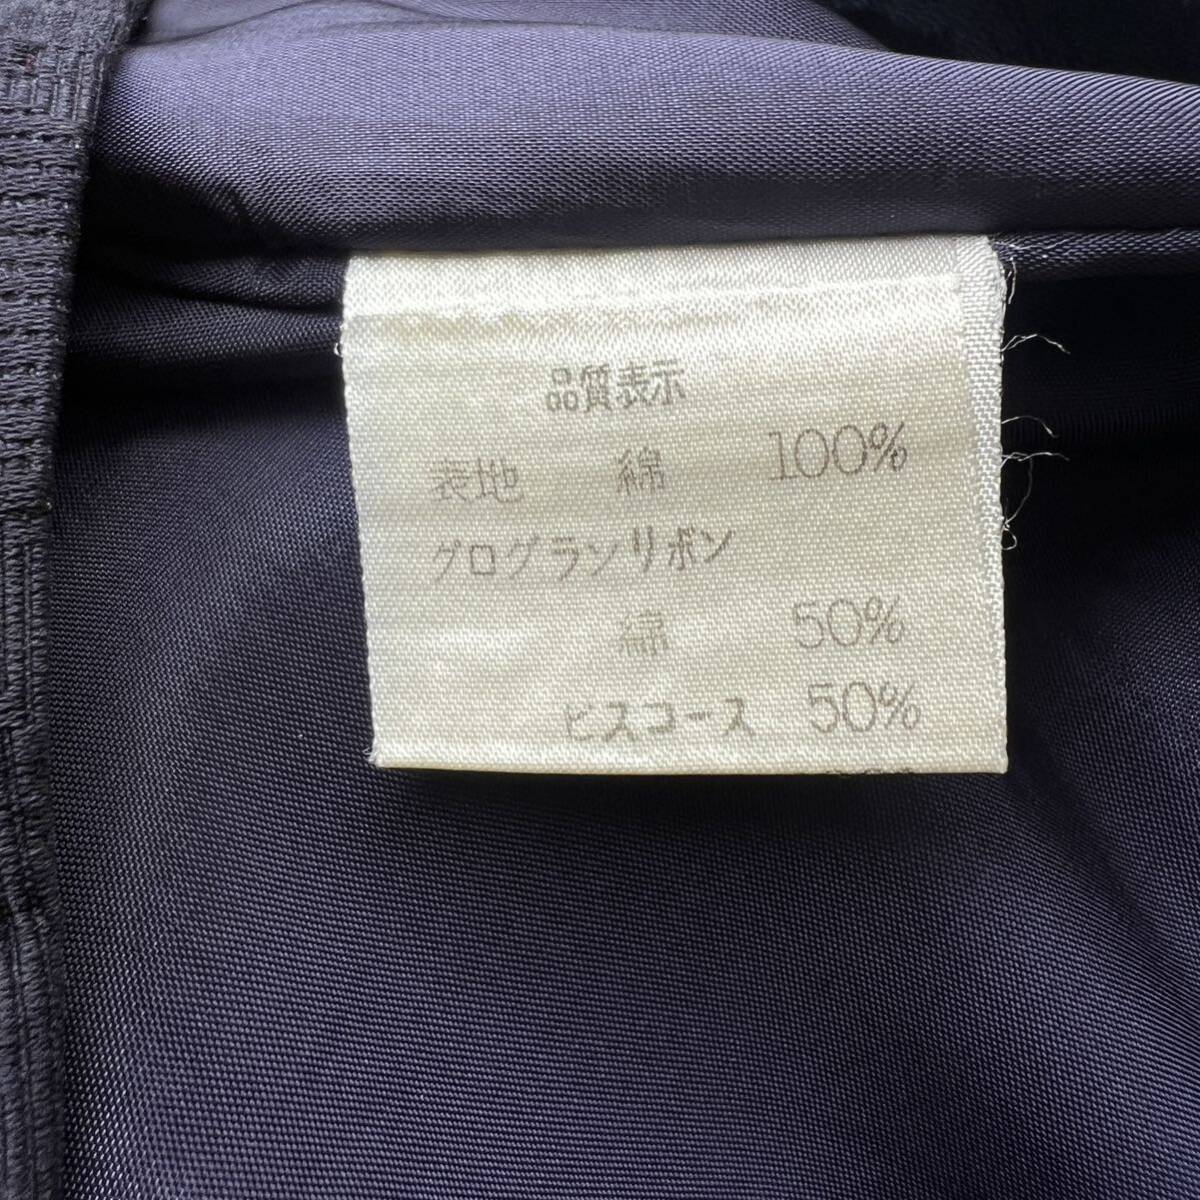 品質表示
表地 綿 100%
グログランリボン
綿 50%
ビスコース 50%